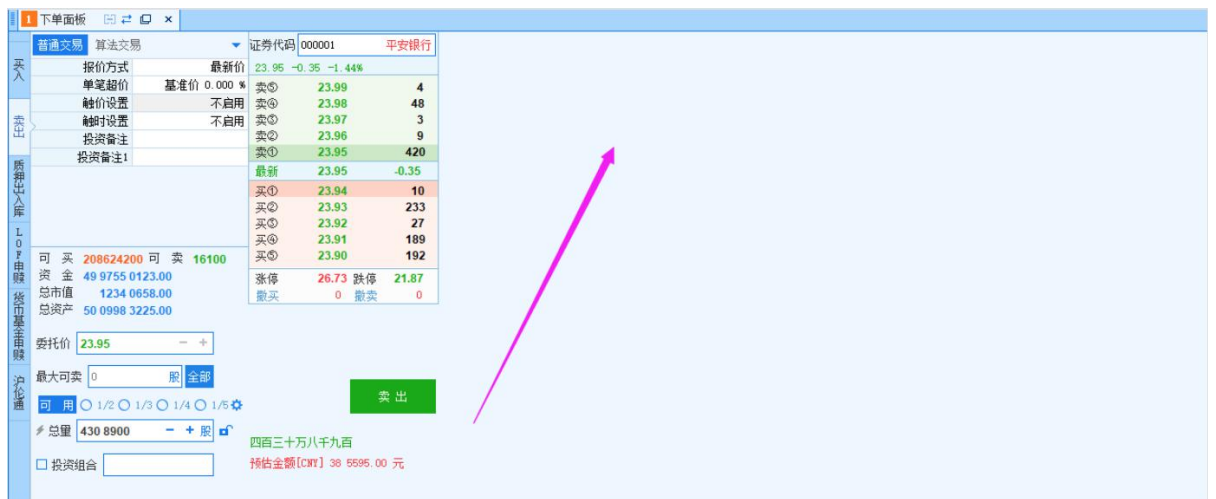 1 下单面板
买入
卖出
质押出入库
LOF申赎
货币基金申赎
沪伦通
普通交易 算法交易
报价方式 最新价
单笔超价 基准价 0.000 %
触价设置 不启用
触时设置 不启用
投资备注
投资备注1
可 买 208624200 可 卖 16100
资 金 49 9755 0123.00
总市值 1234 0658.00
总资产 50 0998 3225.00
委托价 23.95 － ＋
最大可卖 0 股 全部
可 用 1/2 1/3 1/4 1/5
总量 430 8900 － ＋ 股
投资组合
证券代码 000001 平安银行
23.95 -0.35 -1.44%
卖⑤ 23.99 4
卖④ 23.98 48
卖③ 23.97 3
卖② 23.96 9
卖① 23.95 420
最新 23.95 -0.35
买① 23.94 10
买② 23.93 233
买③ 23.92 27
买④ 23.91 189
买⑤ 23.90 192
涨停 26.73 跌停 21.87
撤买 0 撤卖 0
卖 出
四百三十万八千九百
预估金额[CNY] 38 5595.00 元